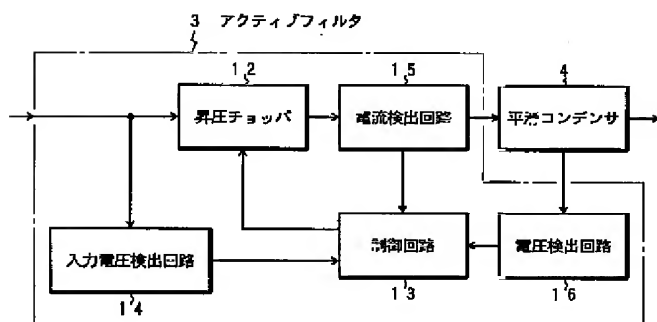 3 アクティブフィルタ
12
15
4
昇圧チョッパ
電流検出回路
平滑コンデンサ
入力電圧検出回路
制御回路
電圧検出回路
14
13
16